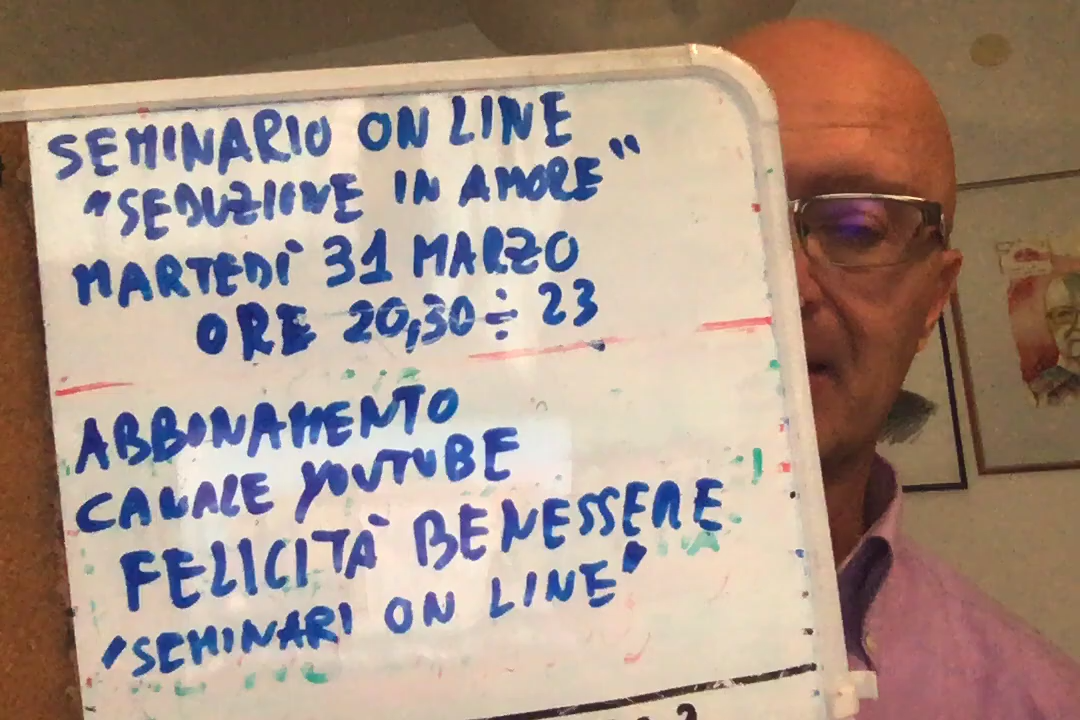 SEMINARIO ON LINE
"SEDUZIONE IN AMORE"
MARTEDÌ 31 MARZO
ORE 20,30 ÷ 23
ABBONAMENTO
CANALE YOUTUBE
FELICITÀ BENESSERE
"SEMINARI ON LINE"